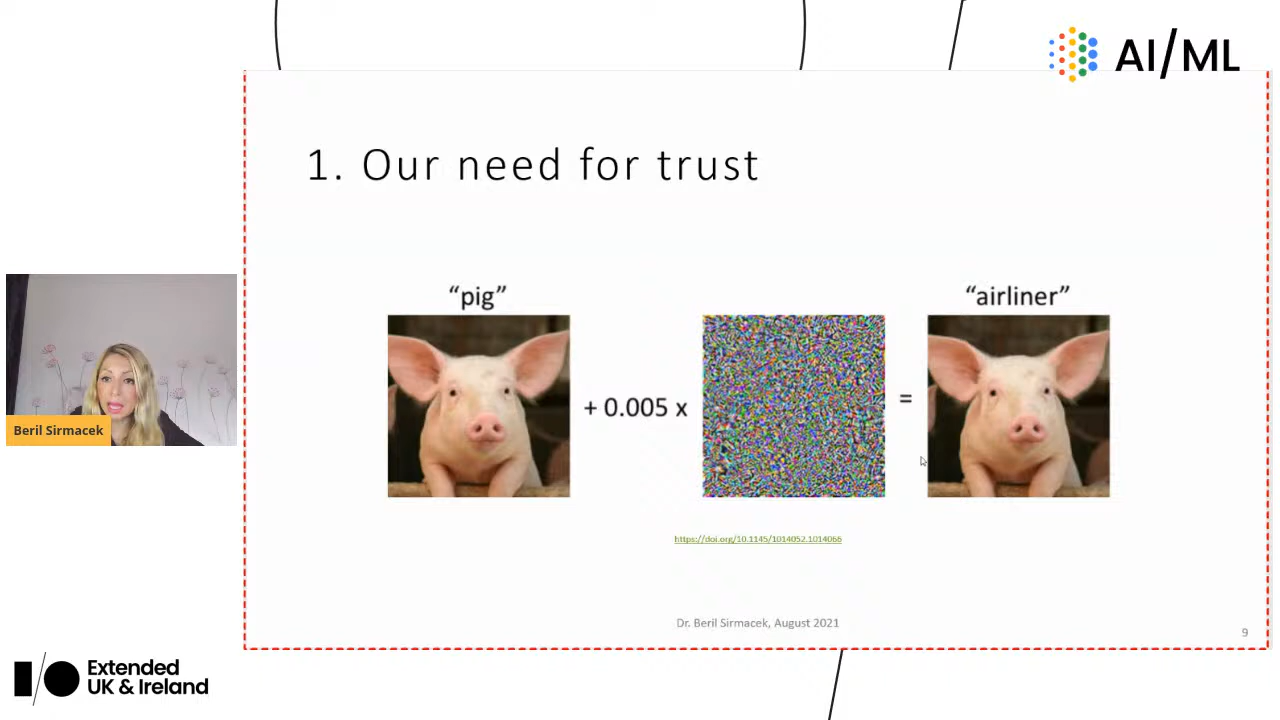 AI/ML
1. Our need for trust
“pig”
“airliner”
+ 0.005 x
=
Beril Sirmacek
https://doi.org/10.1145/1014052.1014066
Dr. Beril Sirmacek, August 2021
9
Extended
UK & Ireland